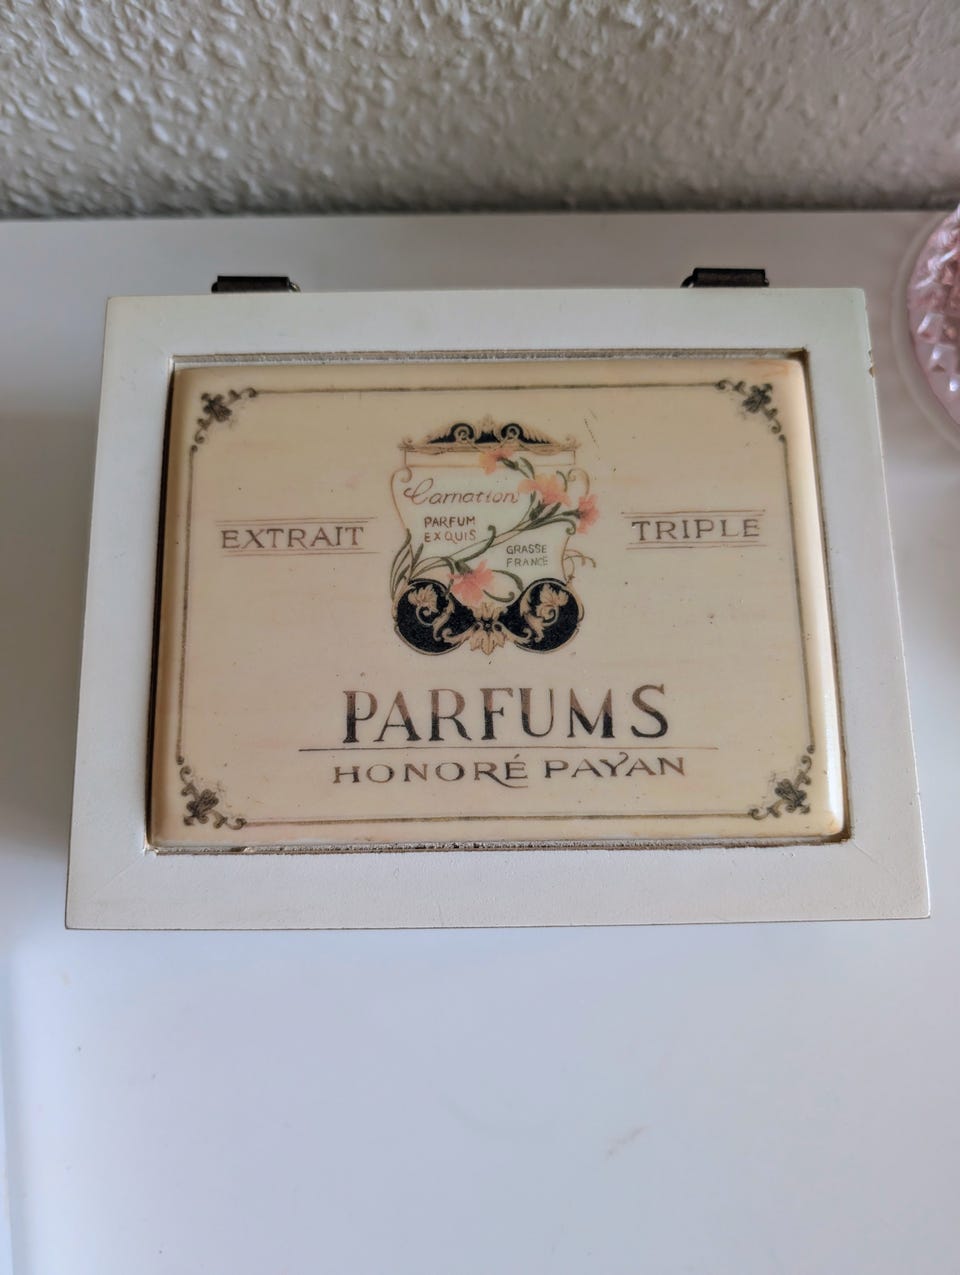 Carnation
PARFUM
EXQUIS
GRASSE
FRANCE
EXTRAIT
TRIPLE
PARFUMS
HONORÉ PAYAN